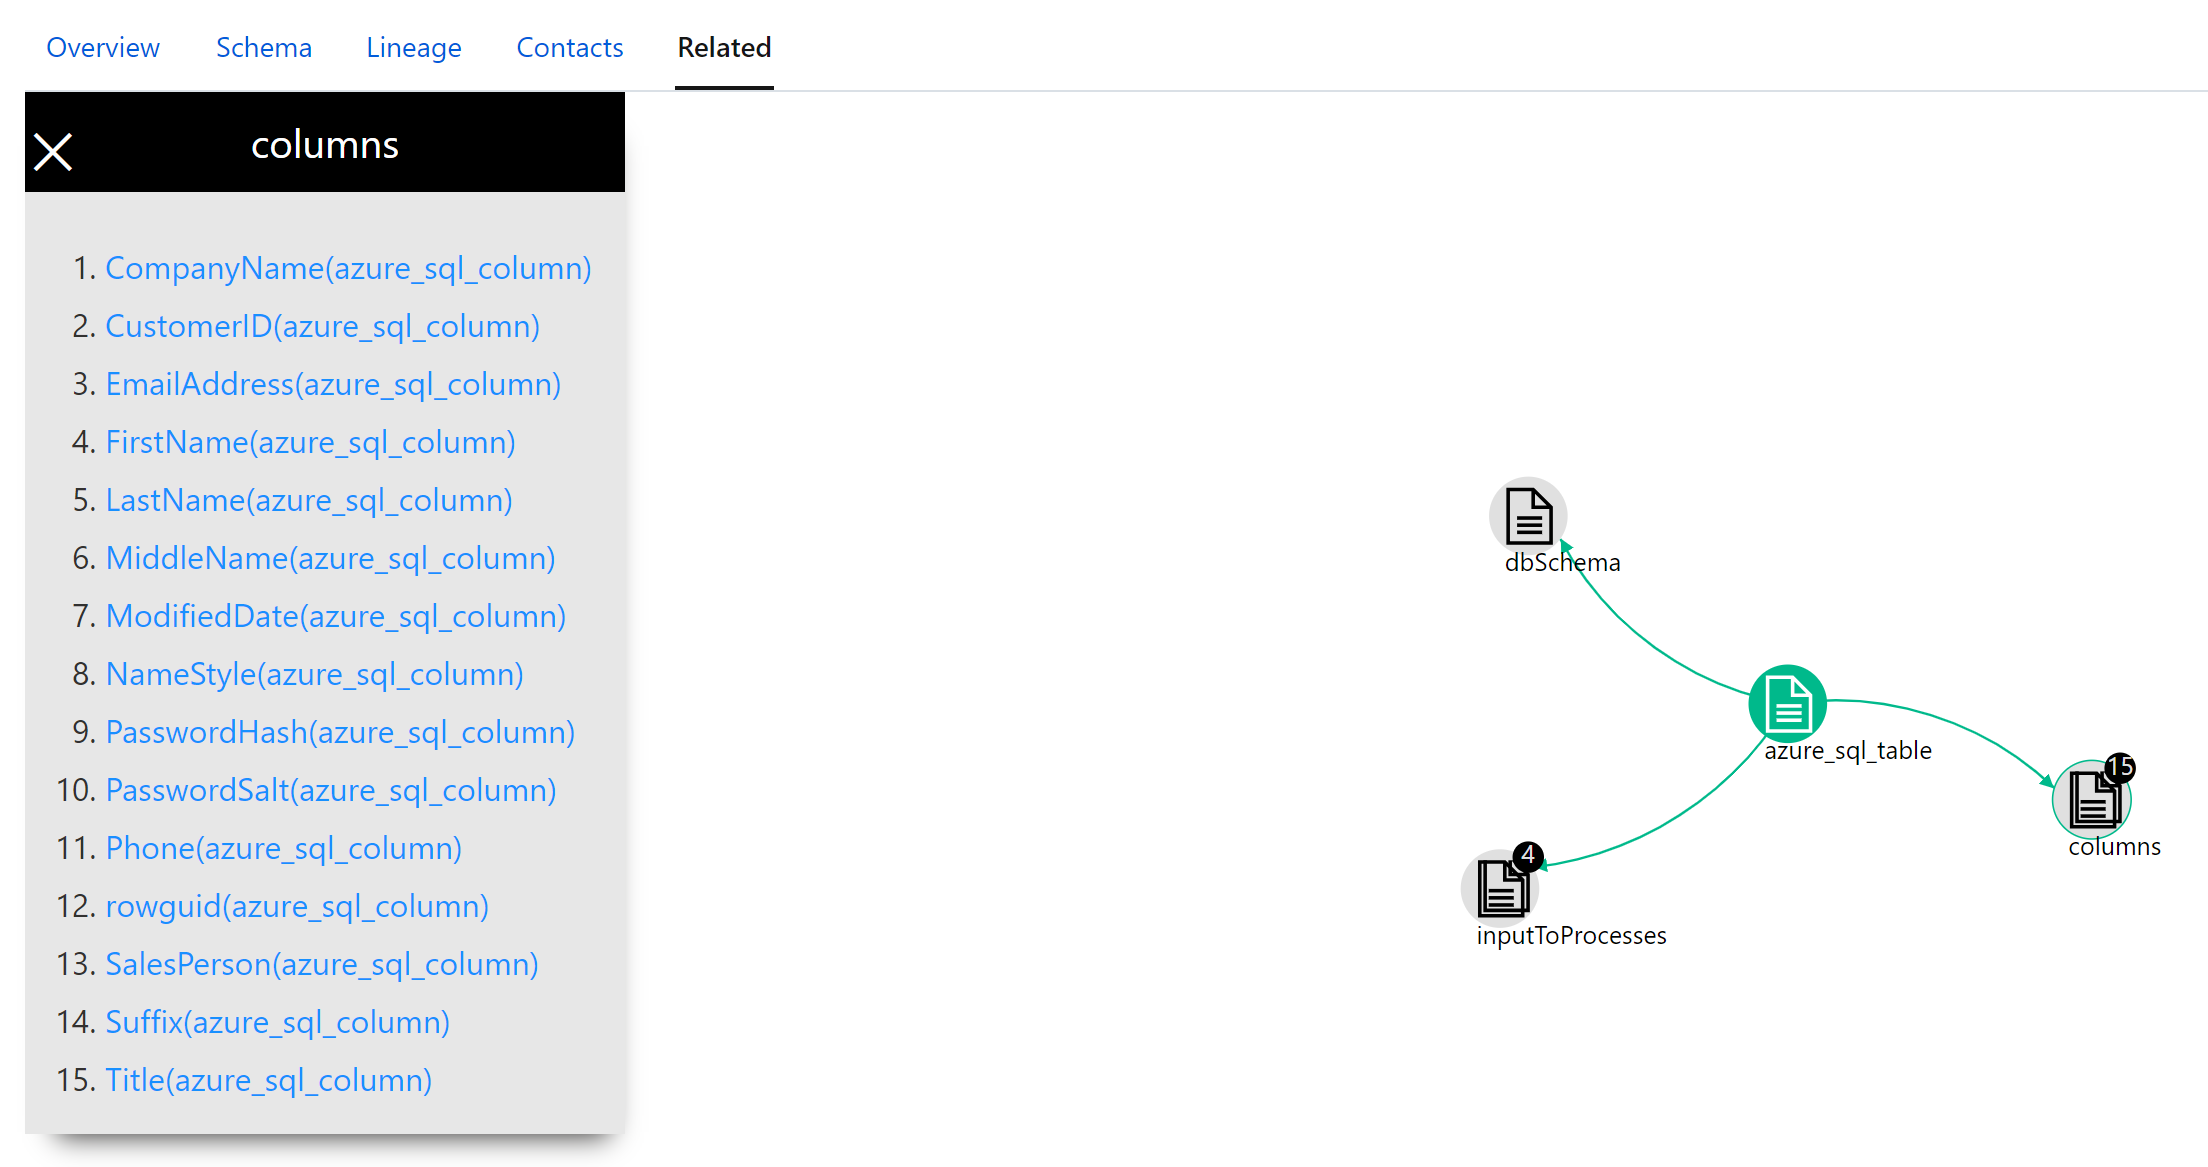 Overview Schema Lineage Contacts Related
columns
1. CompanyName(azure_sql_column)
2. CustomerID(azure_sql_column)
3. EmailAddress(azure_sql_column)
4. FirstName(azure_sql_column)
5. LastName(azure_sql_column)
6. MiddleName(azure_sql_column)
7. ModifiedDate(azure_sql_column)
8. NameStyle(azure_sql_column)
9. PasswordHash(azure_sql_column)
10. PasswordSalt(azure_sql_column)
11. Phone(azure_sql_column)
12. rowguid(azure_sql_column)
13. SalesPerson(azure_sql_column)
14. Suffix(azure_sql_column)
15. Title(azure_sql_column)
dbSchema
azure_sql_table
15
columns
4
inputToProcesses